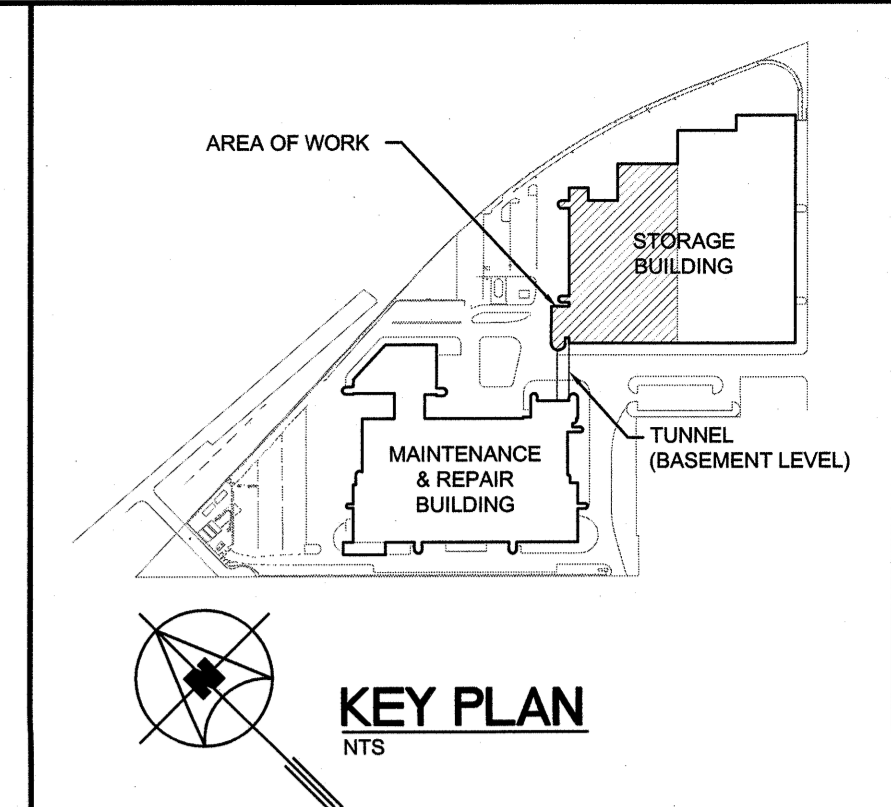 AREA OF WORK
STORAGE
BUILDING
TUNNEL
(BASEMENT LEVEL)
MAINTENANCE
& REPAIR
BUILDING
KEY PLAN
NTS